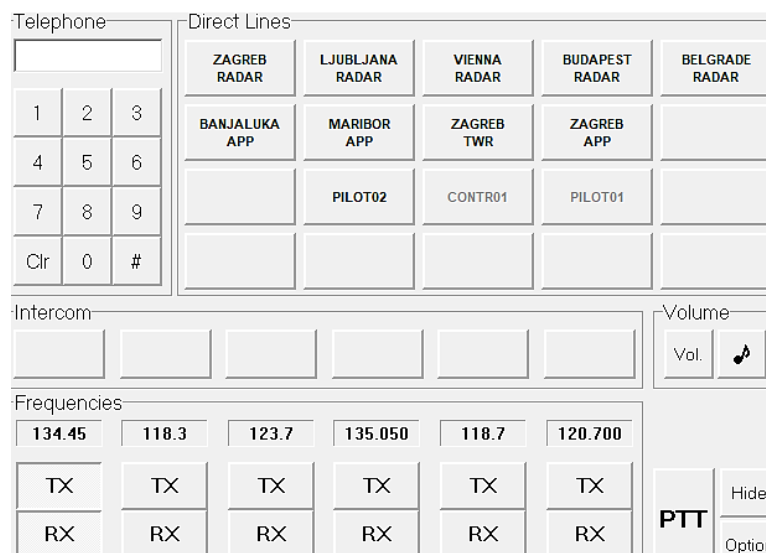 Telephone
Direct Lines
ZAGREB RADAR
LJUBLJANA RADAR
VIENNA RADAR
BUDAPEST RADAR
BELGRADE RADAR
1 2 3
BANJALUKA APP
MARIBOR APP
ZAGREB TWR
ZAGREB APP
4 5 6
PILOT02
CONTR01
PILOT01
7 8 9
Clr 0 #
Intercom
Volume
Vol.
Frequencies
134.45 118.3 123.7 135.050 118.7 120.700
TX TX TX TX TX TX
PTT
Hide
RX RX RX RX RX RX
Optio